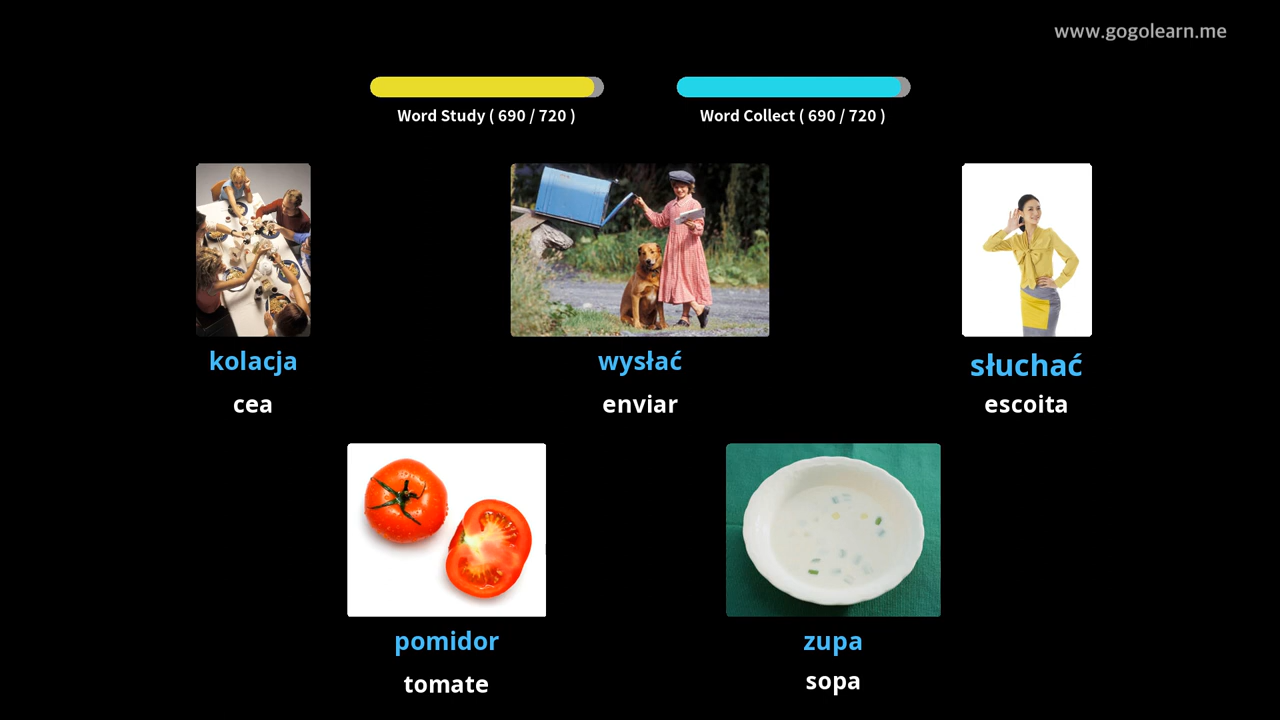 www.gogolearn.me
Word Study ( 690 / 720 )
Word Collect ( 690 / 720 )
kolacja
cea
wysłać
enviar
słuchać
escoita
pomidor
tomate
zupa
sopa